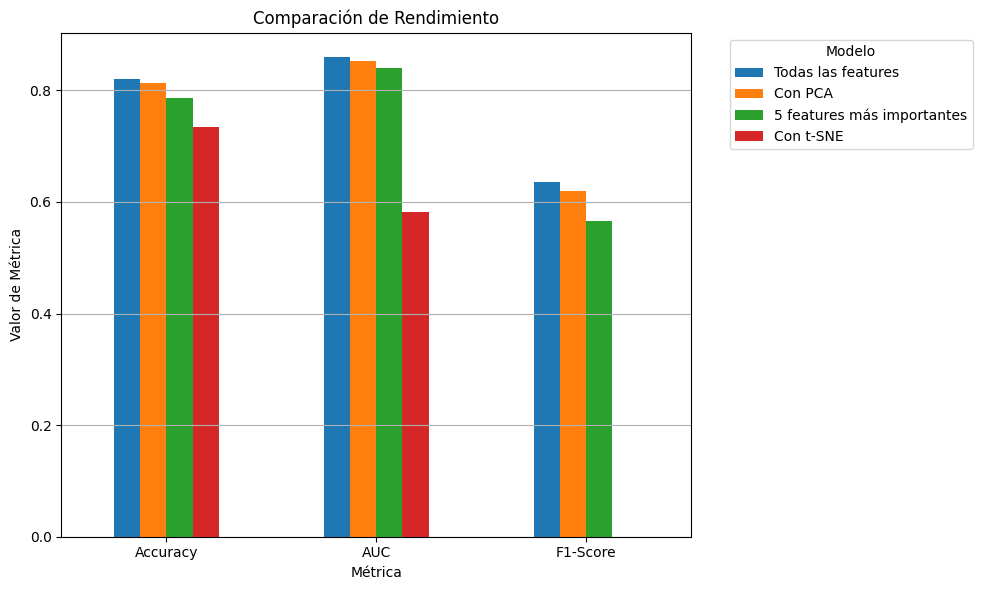 Comparación de Rendimiento
Valor de Métrica
0.8
0.6
0.4
0.2
0.0
Accuracy
AUC
F1-Score
Métrica
Modelo
Todas las features
Con PCA
5 features más importantes
Con t-SNE